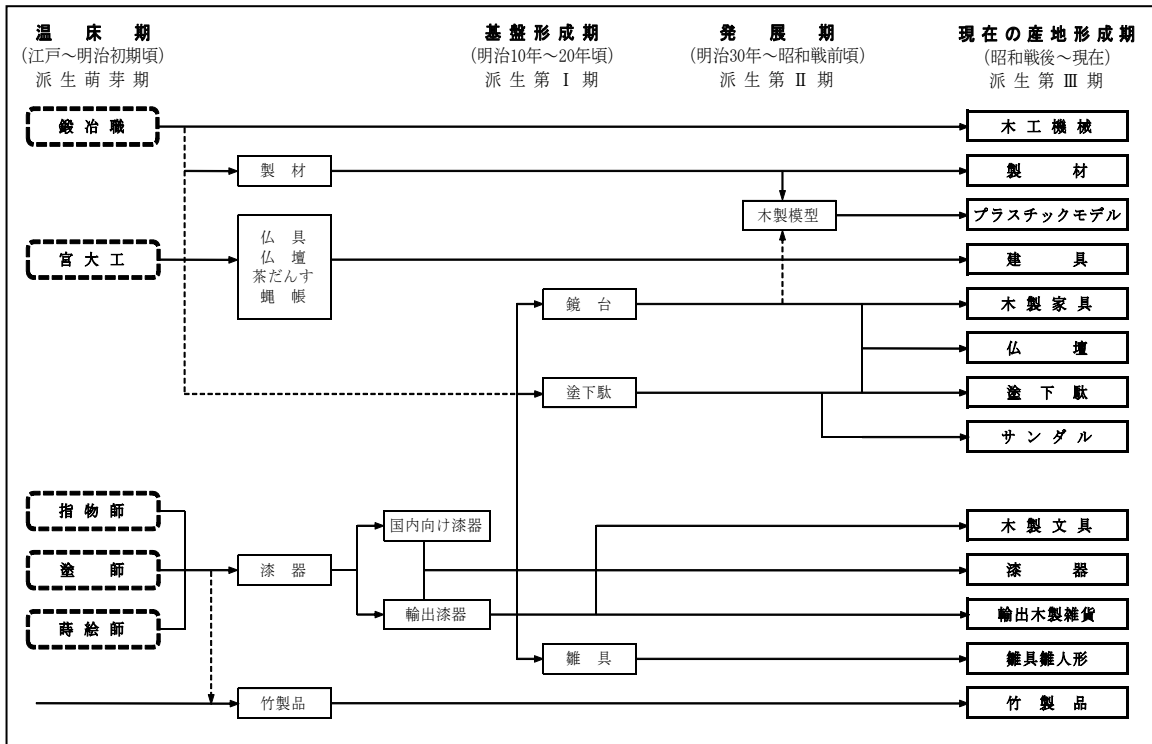 温床期
(江戸～明治初期頃)
派生萌芽期
基盤形成期
(明治10年～20年頃)
派生第Ⅰ期
発展期
(明治30年～昭和戦前頃)
派生第Ⅱ期
現在の産地形成期
(昭和戦後～現在)
派生第Ⅲ期
鍛冶職
木工機械
製材
製材
木製模型
プラスチックモデル
宮大工
仏具
仏壇
茶だんす
蝿帳
建具
鏡台
木製家具
仏壇
塗下駄
塗下駄
サンダル
指物師
国内向け漆器
木製文具
塗師
漆器
漆器
蒔絵師
輸出漆器
輸出木製雑貨
雛具
雛具雛人形
竹製品
竹製品